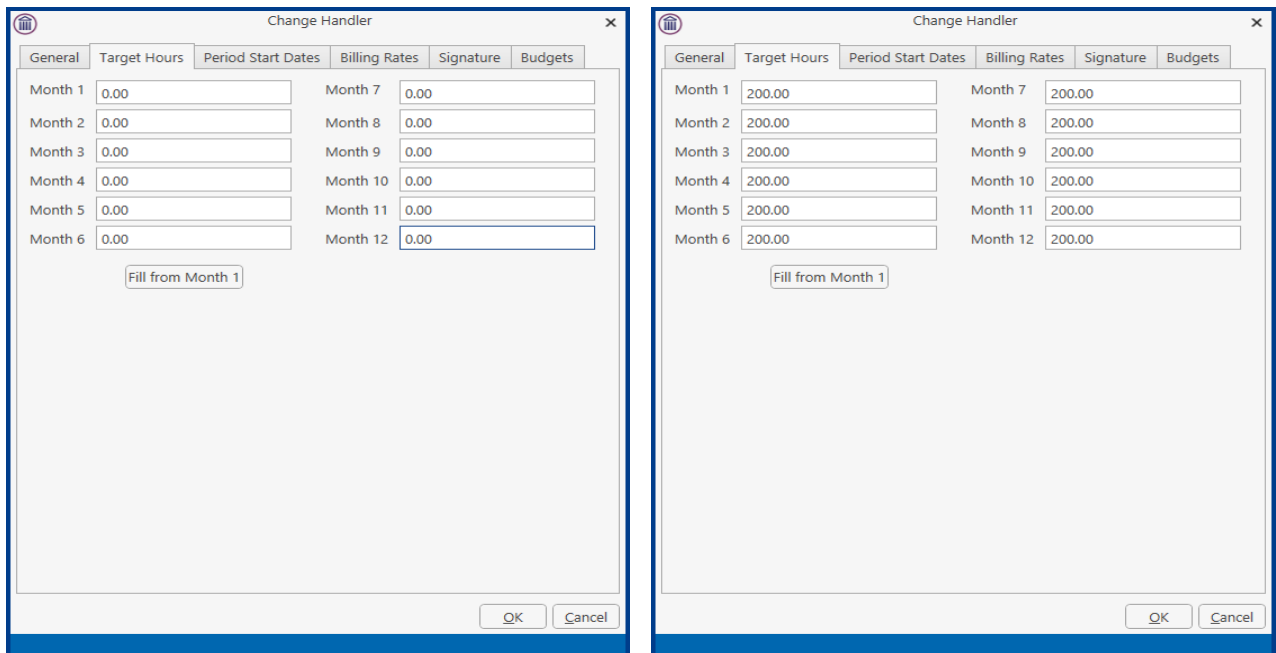 Change Handler
General Target Hours Period Start Dates Billing Rates Signature Budgets
Month 1 0.00 Month 7 0.00
Month 2 0.00 Month 8 0.00
Month 3 0.00 Month 9 0.00
Month 4 0.00 Month 10 0.00
Month 5 0.00 Month 11 0.00
Month 6 0.00 Month 12 0.00
Fill from Month 1
OK Cancel
Change Handler
General Target Hours Period Start Dates Billing Rates Signature Budgets
Month 1 200.00 Month 7 200.00
Month 2 200.00 Month 8 200.00
Month 3 200.00 Month 9 200.00
Month 4 200.00 Month 10 200.00
Month 5 200.00 Month 11 200.00
Month 6 200.00 Month 12 200.00
Fill from Month 1
OK Cancel